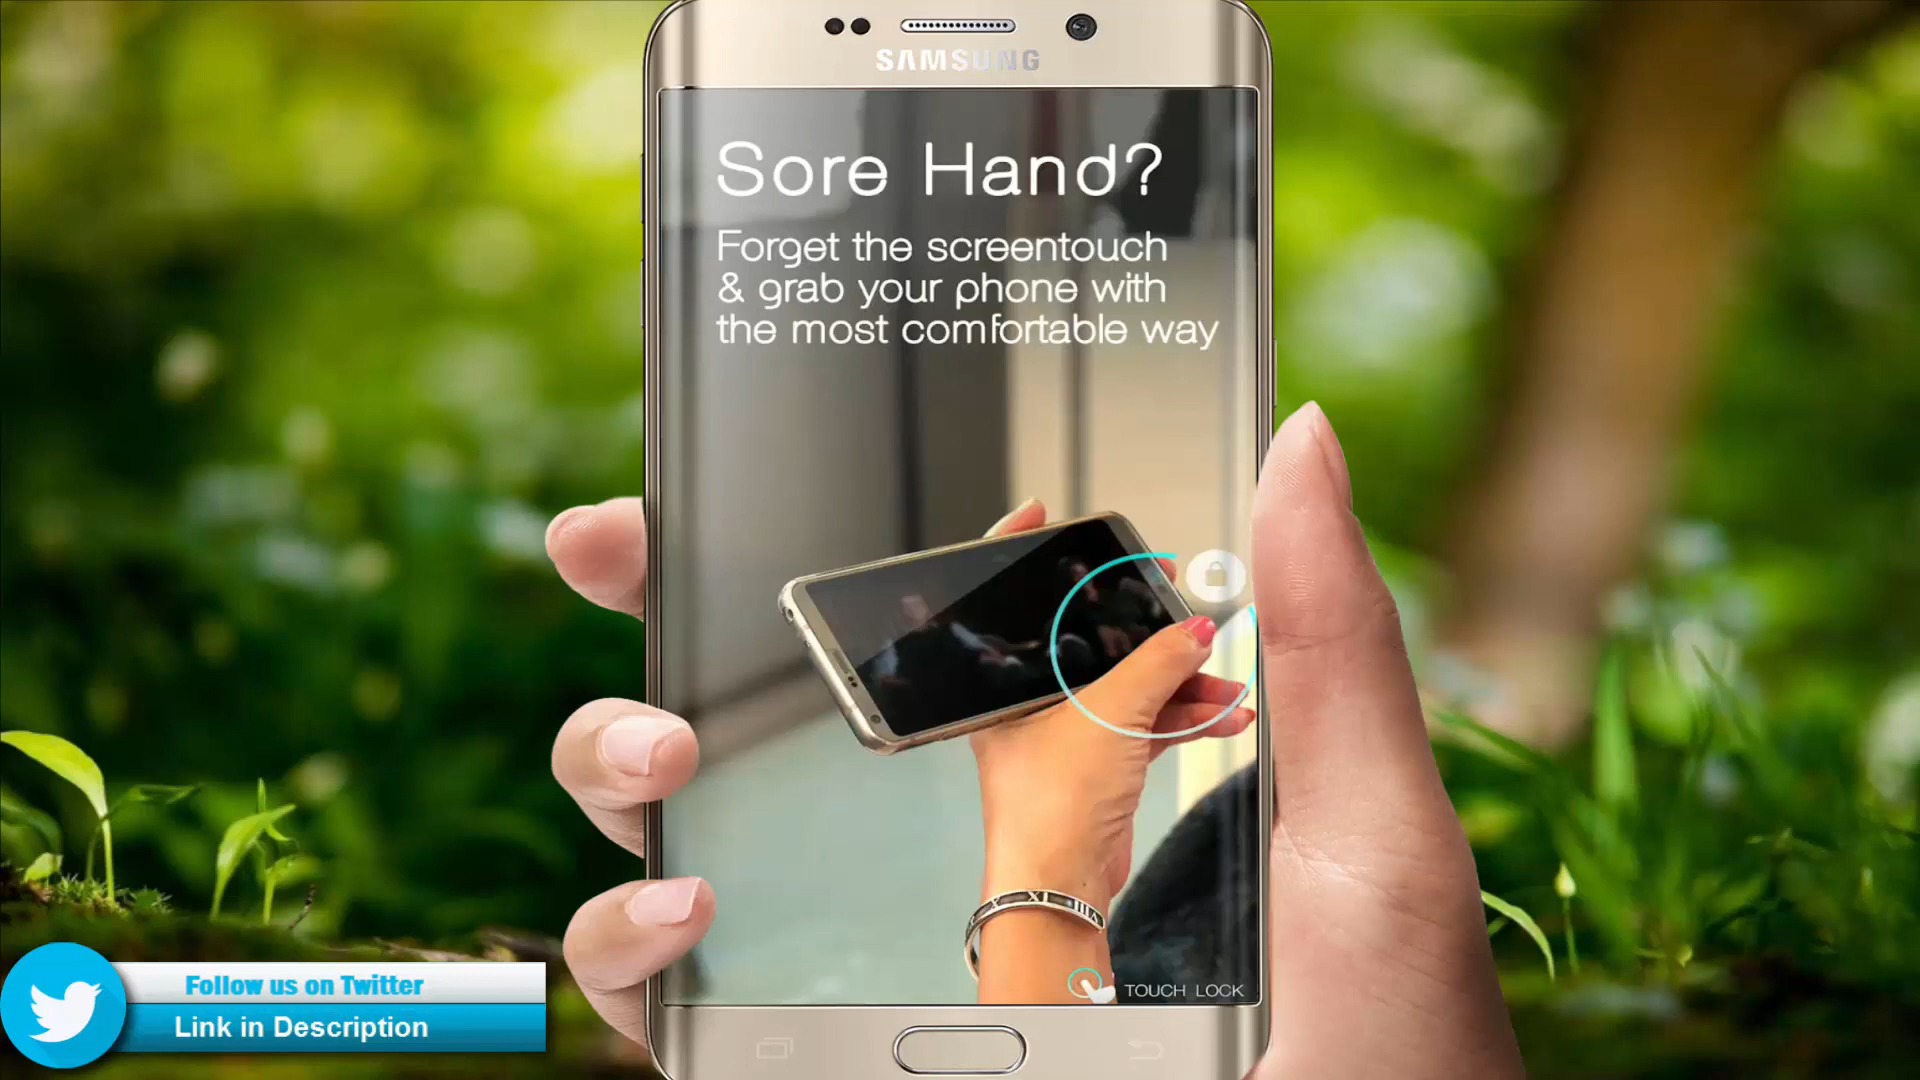 SAMSUNG
Sore Hand?
Forget the screentouch
& grab your phone with
the most comfortable way
TOUCH LOCK
Follow us on Twitter
Link in Description